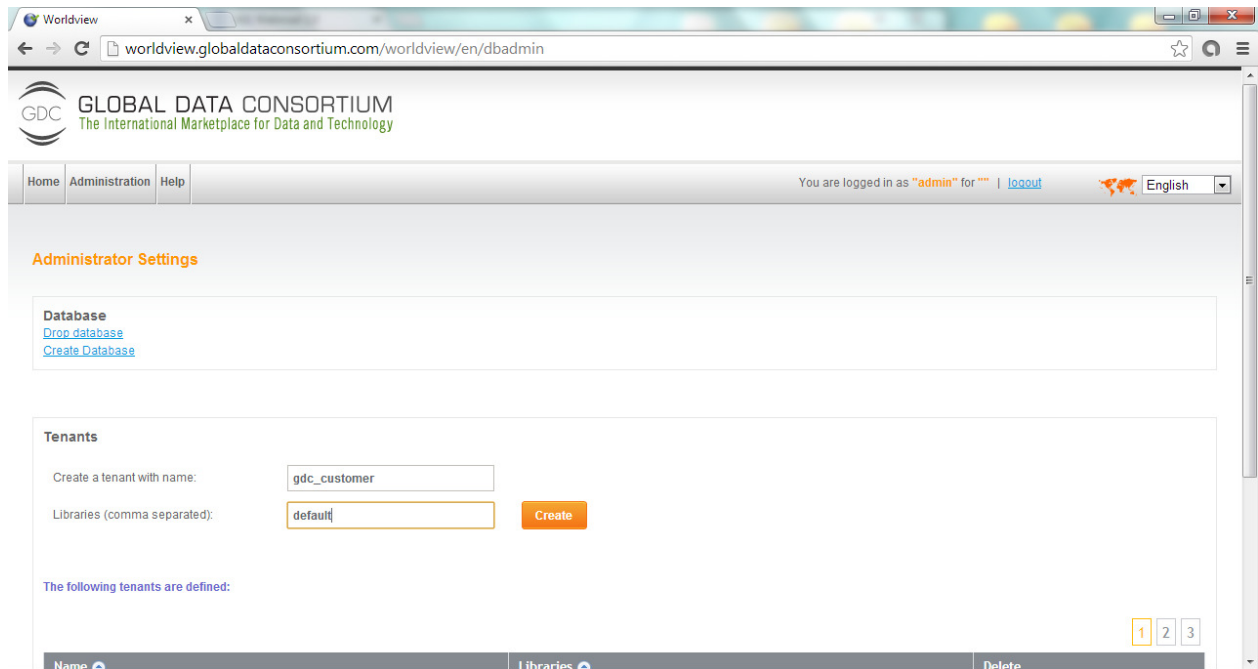 Worldview
worldview.globaldataconsortium.com/worldview/en/dbadmin
GDC
GLOBAL DATA CONSORTIUM
The International Marketplace for Data and Technology
Home Administration Help
You are logged in as "admin" for "" | logout
English
Administrator Settings
Database
Drop database
Create Database
Tenants
Create a tenant with name: gdc_customer
Libraries (comma separated): default Create
The following tenants are defined:
1 2 3
Name Libraries Delete